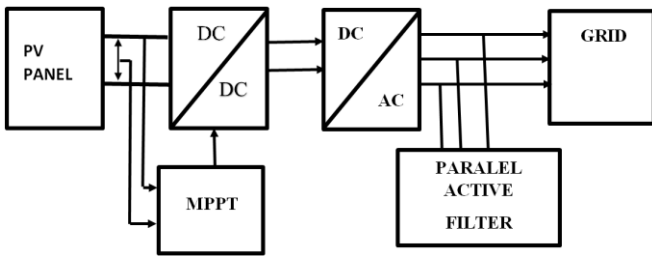 PV
PANEL
DC
DC
DC
AC
GRID
MPPT
PARALEL
ACTIVE
FILTER